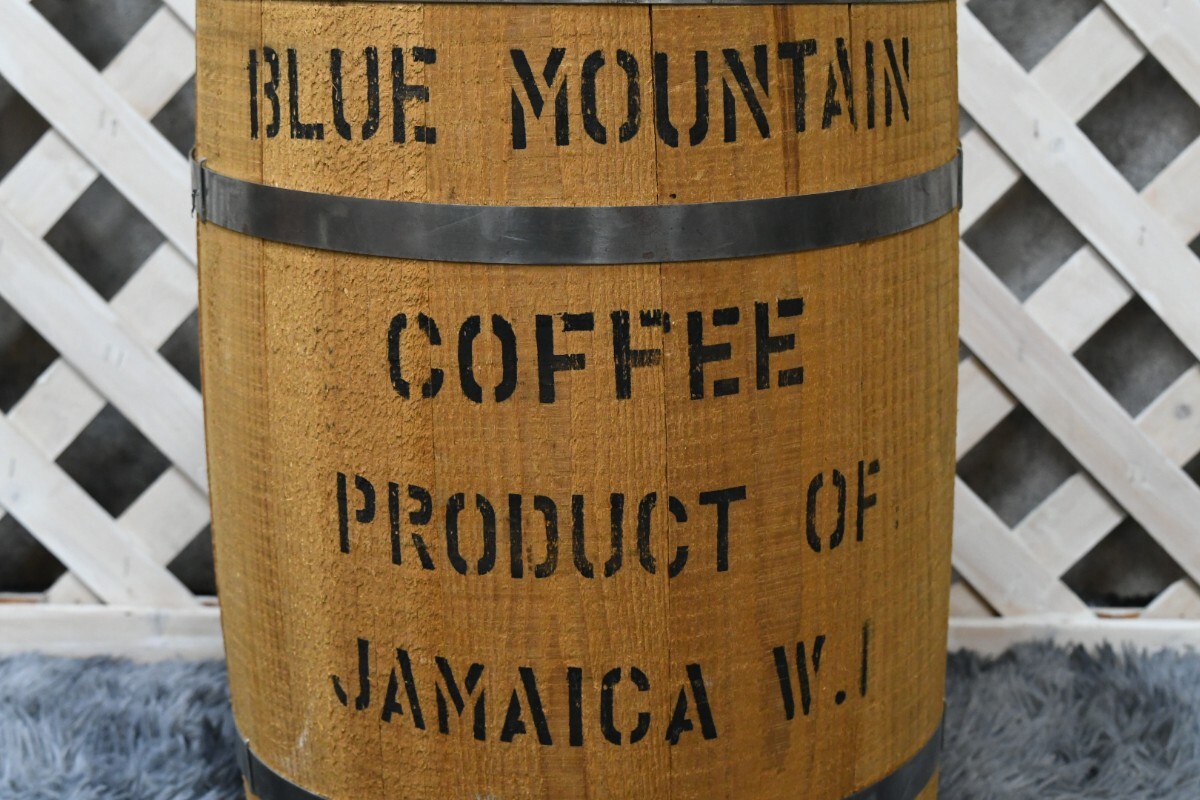 BLUE MOUNTAIN
COFFEE
PRODUCT OF
JAMAICA W.I